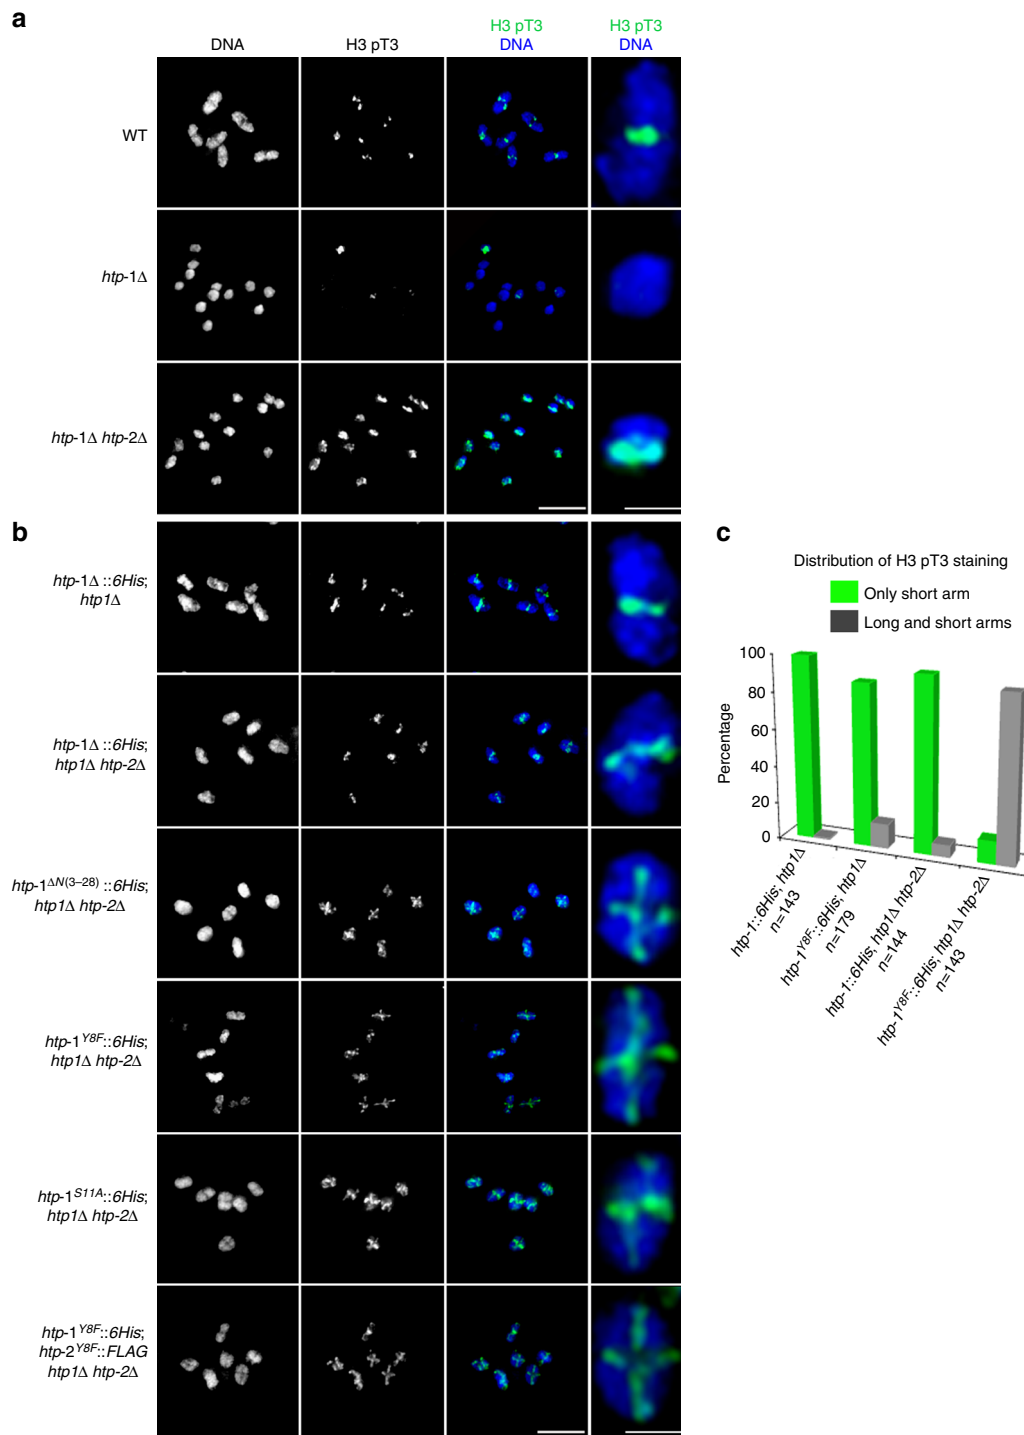 a
DNA
H3 pT3
H3 pT3
DNA
H3 pT3
DNA
WT
htp-1Δ
htp-1Δ htp-2Δ
b
htp-1Δ ::6His;
htp1Δ
htp-1Δ ::6His;
htp1Δ htp-2Δ
htp-1ΔN(3–28) ::6His;
htp1Δ htp-2Δ
htp-1Y8F::6His;
htp1Δ htp-2Δ
htp-1S11A::6His;
htp1Δ htp-2Δ
htp-1Y8F::6His;
htp-2Y8F::FLAG
htp1Δ htp-2Δ
c
Distribution of H3 pT3 staining
Only short arm
Long and short arms
Percentage
100
80
60
40
20
0
htp-1::6His; htp1Δ
n=143
htp-1Y8F::6His; htp1Δ
n=179
htp-1::6His; htp1Δ htp-2Δ
n=144
htp-1Y8F::6His; htp1Δ htp-2Δ
n=143